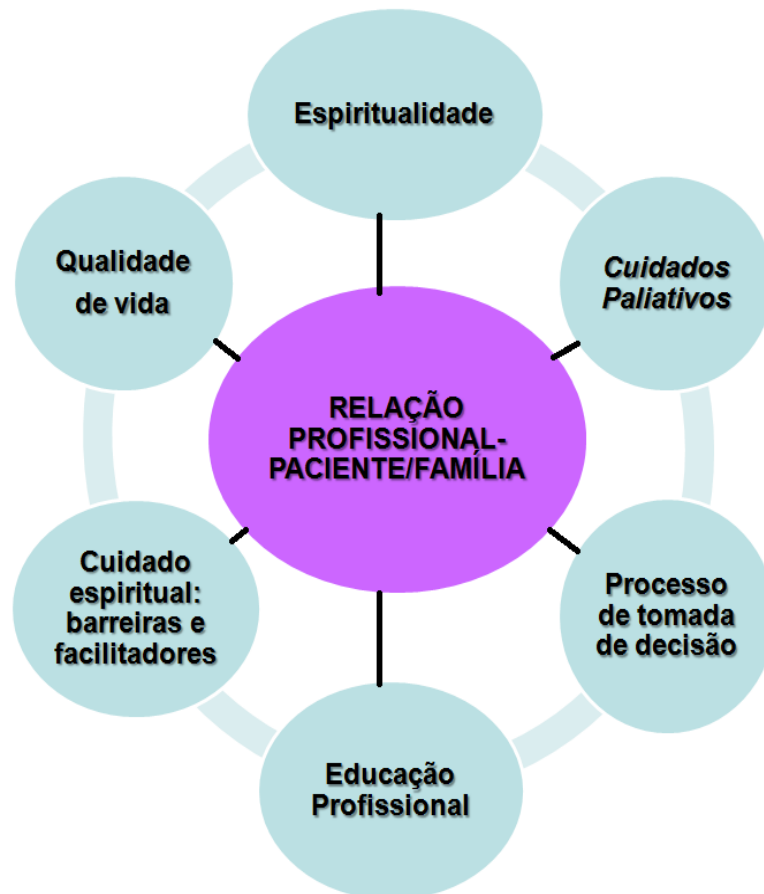 Espiritualidade
Qualidade
de vida
Cuidados
Paliativos
RELAÇÃO
PROFISSIONAL-
PACIENTE/FAMÍLIA
Cuidado
espiritual:
barreiras e
facilitadores
Processo
de tomada
de decisão
Educação
Profissional